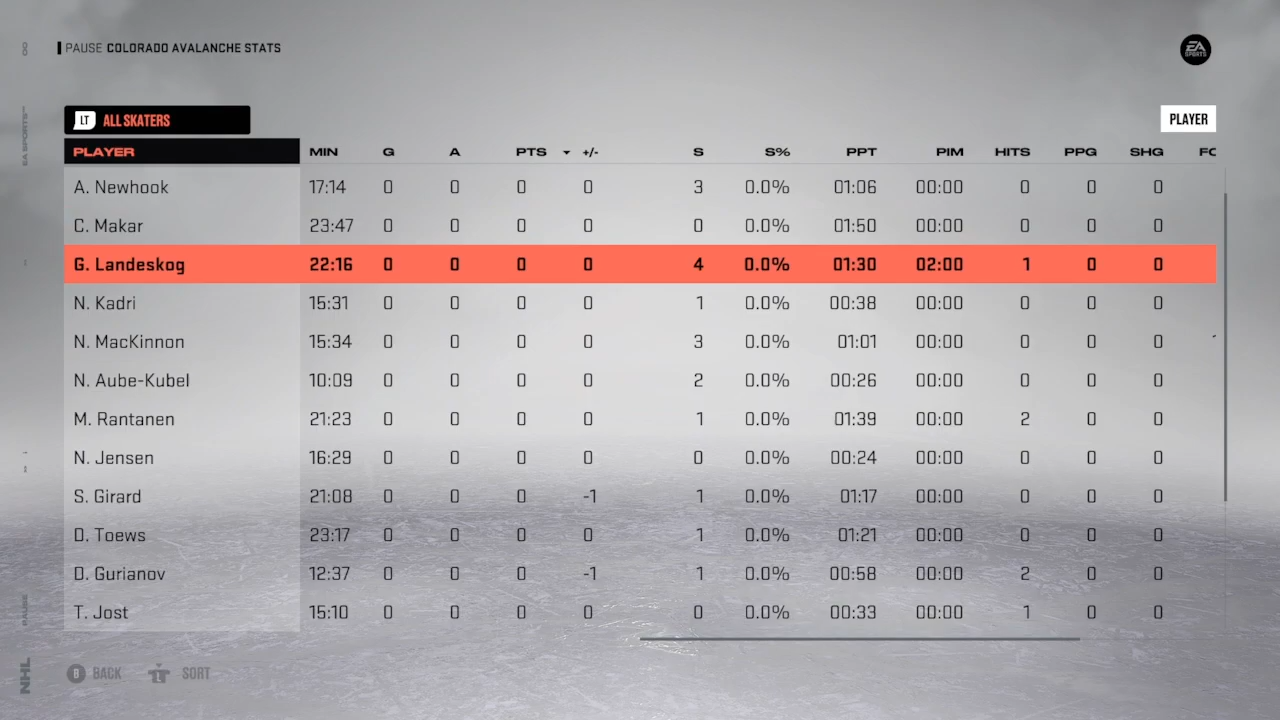 PAUSE COLORADO AVALANCHE STATS
EA SPORTS
LT ALL SKATERS
PLAYER
PLAYER MIN G A PTS +/- S S% PPT PIM HITS PPG SHG
A. Newhook 17:14 0 0 0 0 3 0.0% 01:06 00:00 0 0 0
C. Makar 23:47 0 0 0 0 0 0.0% 01:50 00:00 0 0 0
G. Landeskog 22:16 0 0 0 0 4 0.0% 01:30 02:00 1 0 0
N. Kadri 15:31 0 0 0 0 1 0.0% 00:38 00:00 0 0 0
N. MacKinnon 15:34 0 0 0 0 3 0.0% 01:01 00:00 0 0 0
N. Aube-Kubel 10:09 0 0 0 0 2 0.0% 00:26 00:00 0 0 0
M. Rantanen 21:23 0 0 0 0 1 0.0% 01:39 00:00 2 0 0
N. Jensen 16:29 0 0 0 0 0 0.0% 00:24 00:00 0 0 0
S. Girard 21:08 0 0 0 -1 1 0.0% 01:17 00:00 0 0 0
D. Toews 23:17 0 0 0 0 1 0.0% 01:21 00:00 0 0 0
D. Gurianov 12:37 0 0 0 -1 1 0.0% 00:58 00:00 2 0 0
T. Jost 15:10 0 0 0 0 0 0.0% 00:33 00:00 1 0 0
B BACK L SORT
EA SPORTS™
PAUSE
NHL